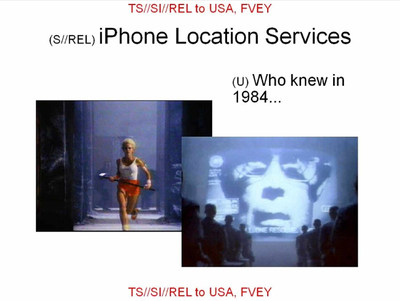 TS//SI//REL to USA, FVEY
(S//REL) iPhone Location Services
(U) Who knew in
1984...
TS//SI//REL to USA, FVEY